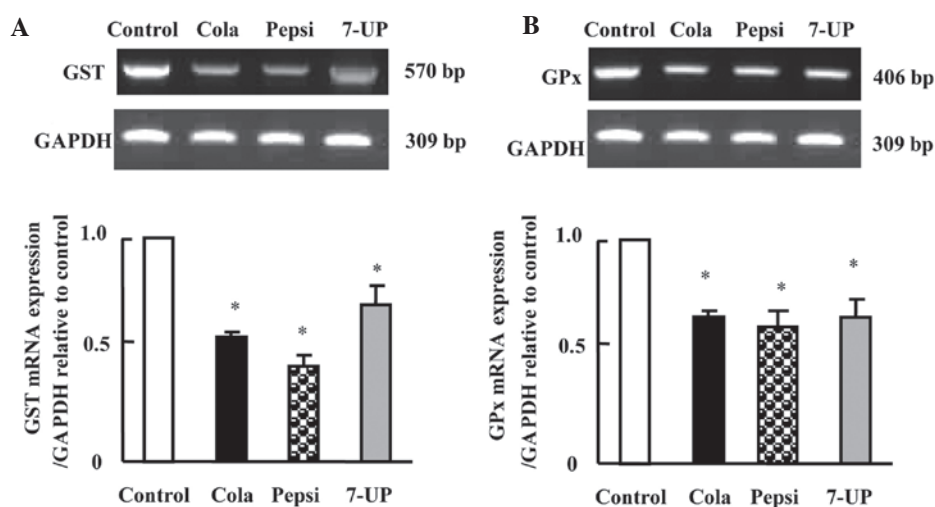 A
Control Cola Pepsi 7-UP
GST 570 bp
GAPDH 309 bp
GST mRNA expression
/GAPDH relative to control
1.0
0.5
0
* * *
Control Cola Pepsi 7-UP
B
Control Cola Pepsi 7-UP
GPx 406 bp
GAPDH 309 bp
GPx mRNA expression
/GAPDH relative to control
1.0
0.5
0
* * *
Control Cola Pepsi 7-UP